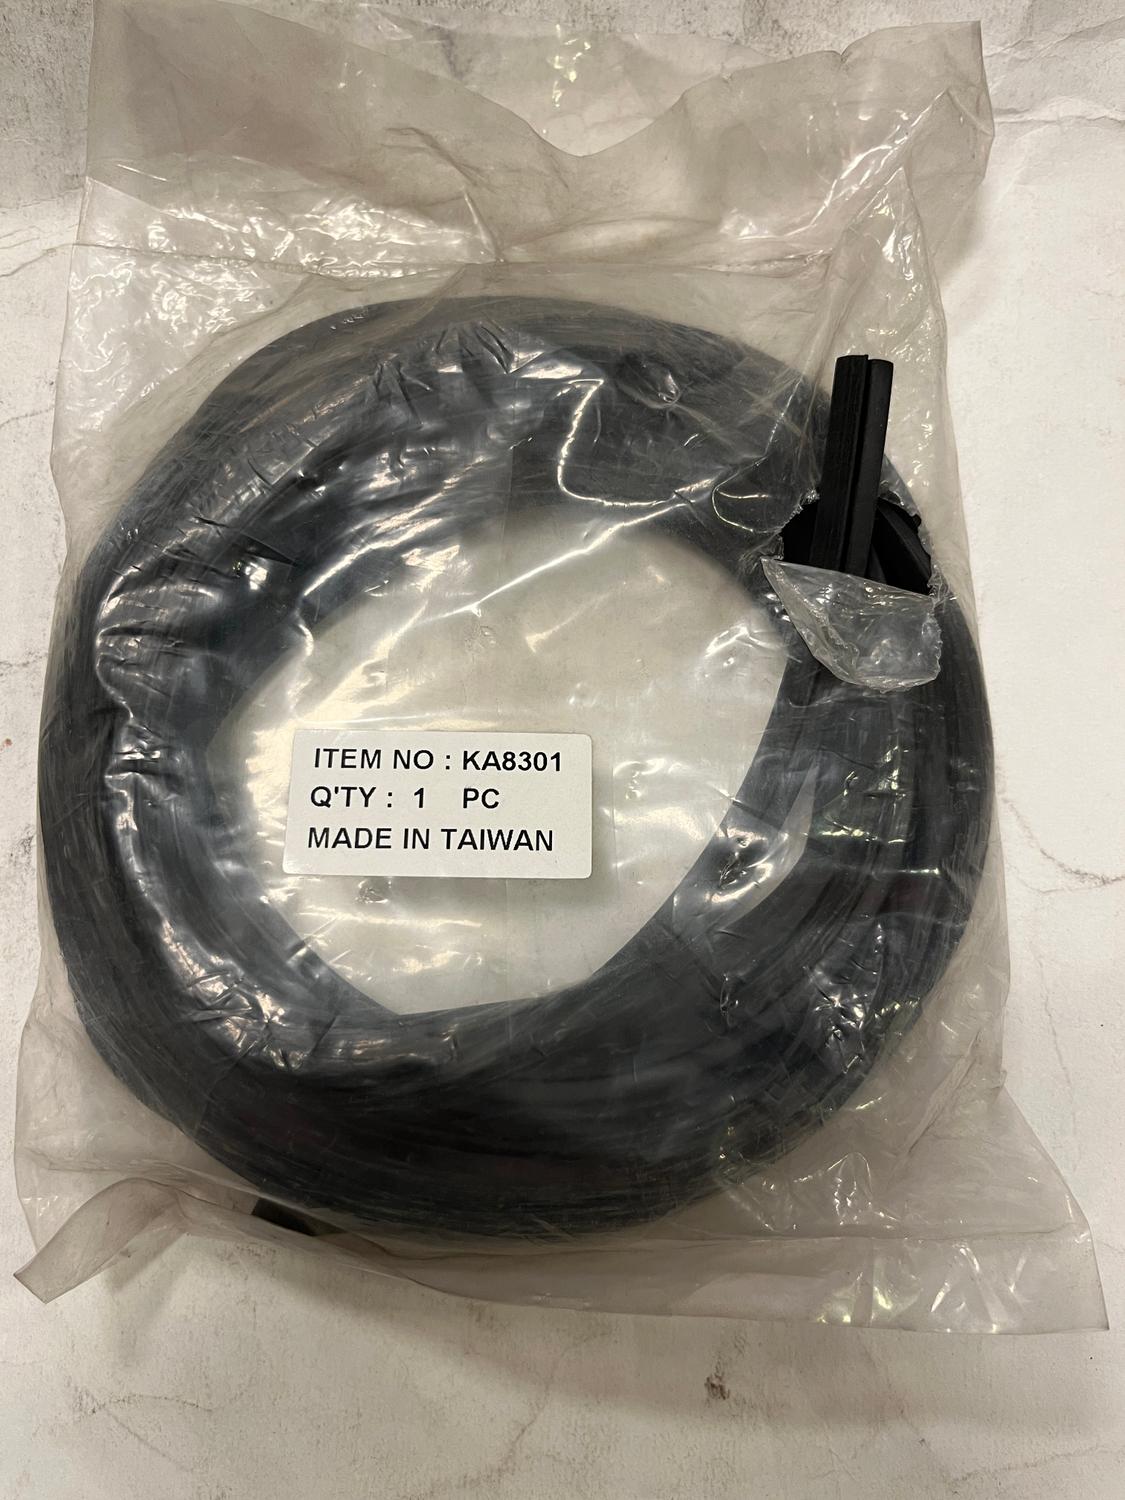 ITEM NO : KA8301
Q'TY : 1 PC
MADE IN TAIWAN